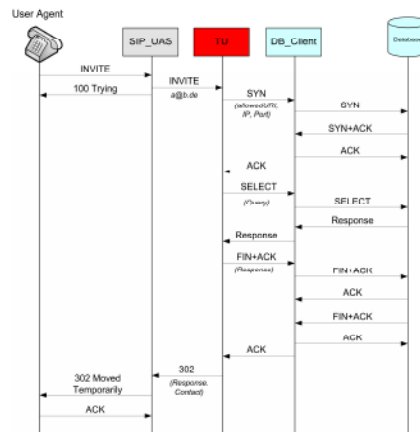 User Agent
SIP_UAS
TU
DB_Client
Database
INVITE
100 Trying
INVITE
a@b.de
SYN
(allowedURI,
IP, Port)
SYN
SYN+ACK
ACK
ACK
SELECT
(Query)
SELECT
Response
Response
FIN+ACK
(Response)
FIN+ACK
ACK
FIN+ACK
ACK
ACK
302
(Response,
Contact)
302 Moved
Temporarily
ACK